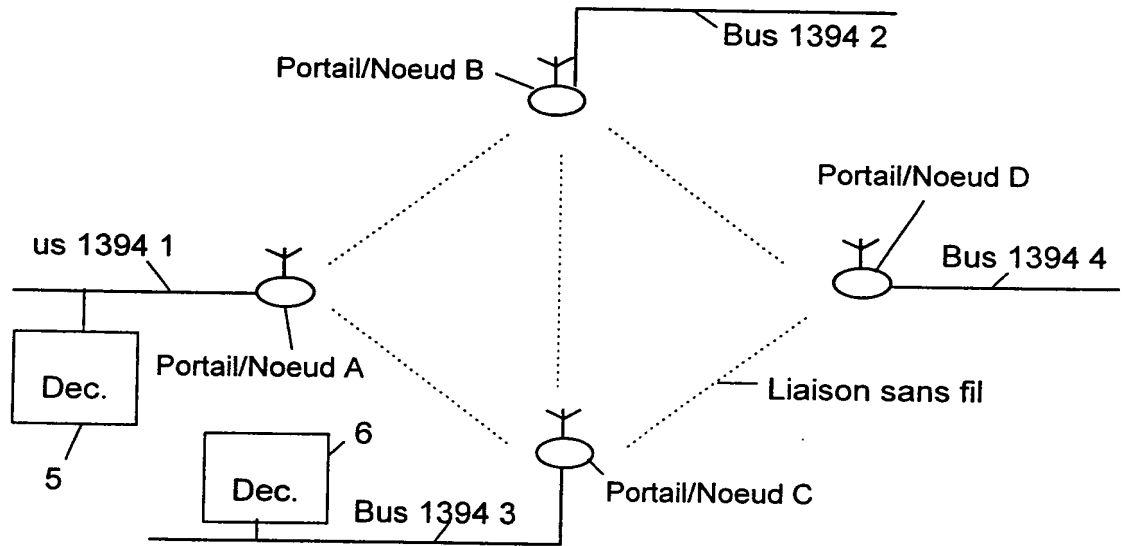 Bus 1394 2
Portail/Noeud B
Portail/Noeud D
us 1394 1
Bus 1394 4
Portail/Noeud A
Dec.
Liaison sans fil
5
6
Dec.
Portail/Noeud C
Bus 1394 3